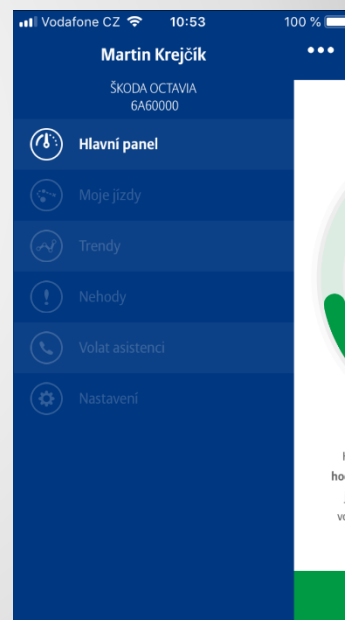 Vodafone CZ 10:53 100 %
Martin Krejčík
ŠKODA OCTAVIA
6A60000
Hlavní panel
Moje jízdy
Trendy
Nehody
Volat asistenci
Nastavení